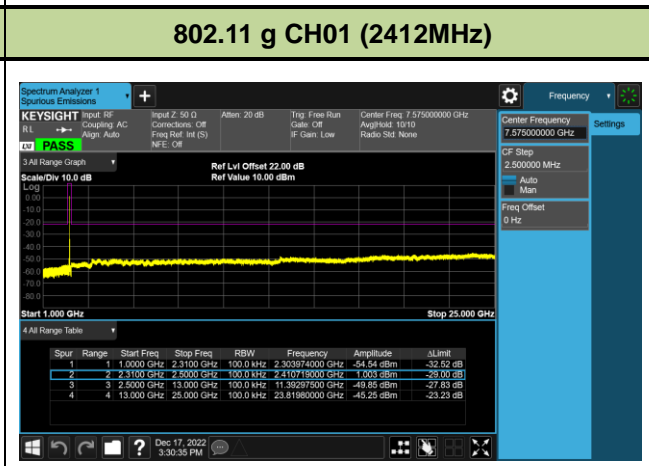 802.11 g CH01 (2412MHz)
Spectrum Analyzer 1
Spurious Emissions
Frequency
KEYSIGHT
R L
PASS
Input: RF
Coupling: AC
Align: Auto
Input Z: 50 Ω
Corrections: Off
Freq Ref: Int (S)
NFE: Off
Atten: 20 dB
Trig: Free Run
Gate: Off
IF Gain: Low
Center Freq: 7.575000000 GHz
Avg|Hold: 10/10
Radio Std: None
Center Frequency
7.575000000 GHz
Settings
CF Step
2.500000 MHz
Auto
Man
Freq Offset
0 Hz
3 All Range Graph
Scale/Div 10.0 dB
Ref Lvl Offset 22.00 dB
Ref Value 10.00 dBm
Log
0.00
-10.0
-20.0
-30.0
-40.0
-50.0
-60.0
-70.0
-80.0
Start 1.000 GHz
Stop 25.000 GHz
4 All Range Table
Spur Range Start Freq Stop Freq RBW Frequency Amplitude ΔLimit
1 1 1.0000 GHz 2.3100 GHz 100.0 kHz 2.303974000 GHz -54.54 dBm -32.52 dB
2 2 2.3100 GHz 2.5000 GHz 100.0 kHz 2.410719000 GHz 1.003 dBm -29.00 dB
3 3 2.5000 GHz 13.000 GHz 100.0 kHz 11.39297500 GHz -49.85 dBm -27.83 dB
4 4 13.000 GHz 25.000 GHz 100.0 kHz 23.81980000 GHz -45.25 dBm -23.23 dB
Dec 17, 2022
3:30:35 PM